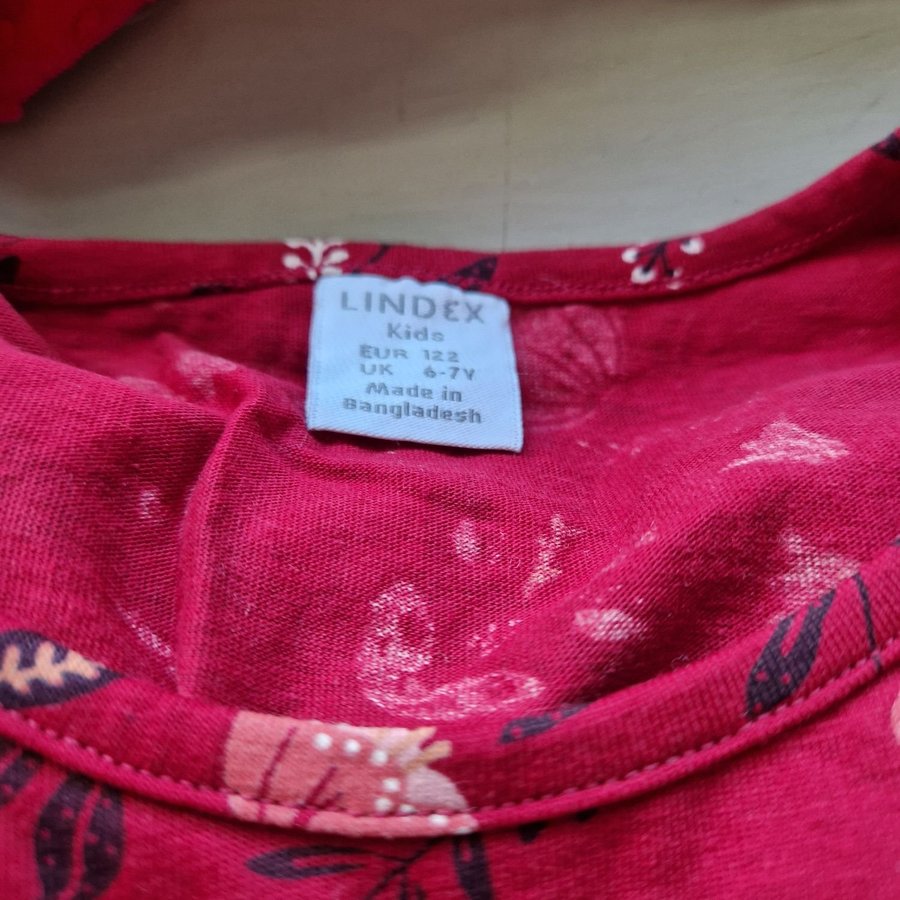 LINDEX
Kids
EUR 122
UK 6-7Y
Made in
Bangladesh